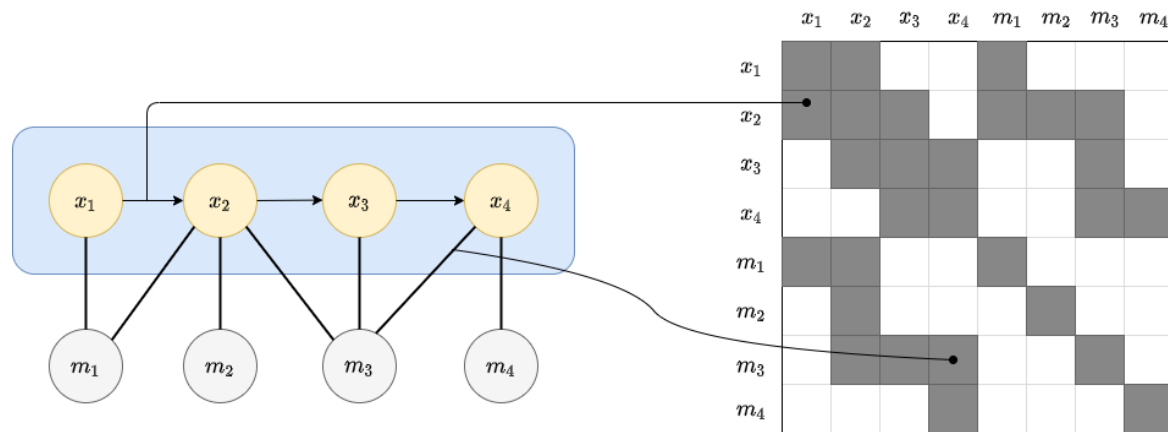 x₁ x₂ x₃ x₄ m₁ m₂ m₃ m₄
x₁
x₂
x₃
x₄
m₁
m₂
m₃
m₄
x₁ x₂ x₃ x₄
m₁ m₂ m₃ m₄